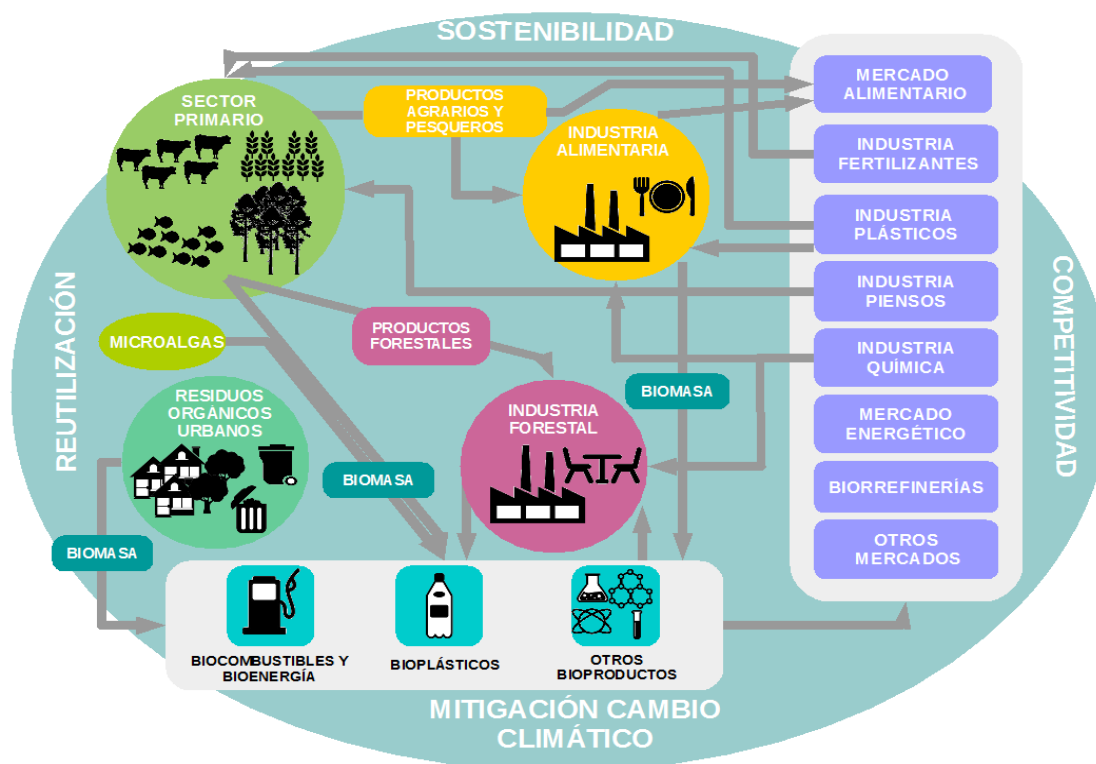 SOSTENIBILIDAD
SECTOR
PRIMARIO
PRODUCTOS
AGRARIOS Y
PESQUEROS
INDUSTRIA
ALIMENTARIA
MERCADO
ALIMENTARIO
INDUSTRIA
FERTILIZANTES
INDUSTRIA
PLÁSTICOS
INDUSTRIA
PIENSOS
INDUSTRIA
QUÍMICA
MERCADO
ENERGÉTICO
BIORREFINERÍAS
OTROS
MERCADOS
REUTILIZACIÓN
COMPETITIVIDAD
MICROALGAS
PRODUCTOS
FORESTALES
RESIDUOS
ORGÁNICOS
URBANOS
INDUSTRIA
FORESTAL
BIOMASA
BIOMASA
BIOMASA
BIOCOMBUSTIBLES Y
BIOENERGÍA
BIOPLÁSTICOS
OTROS
BIOPRODUCTOS
MITIGACIÓN CAMBIO
CLIMÁTICO